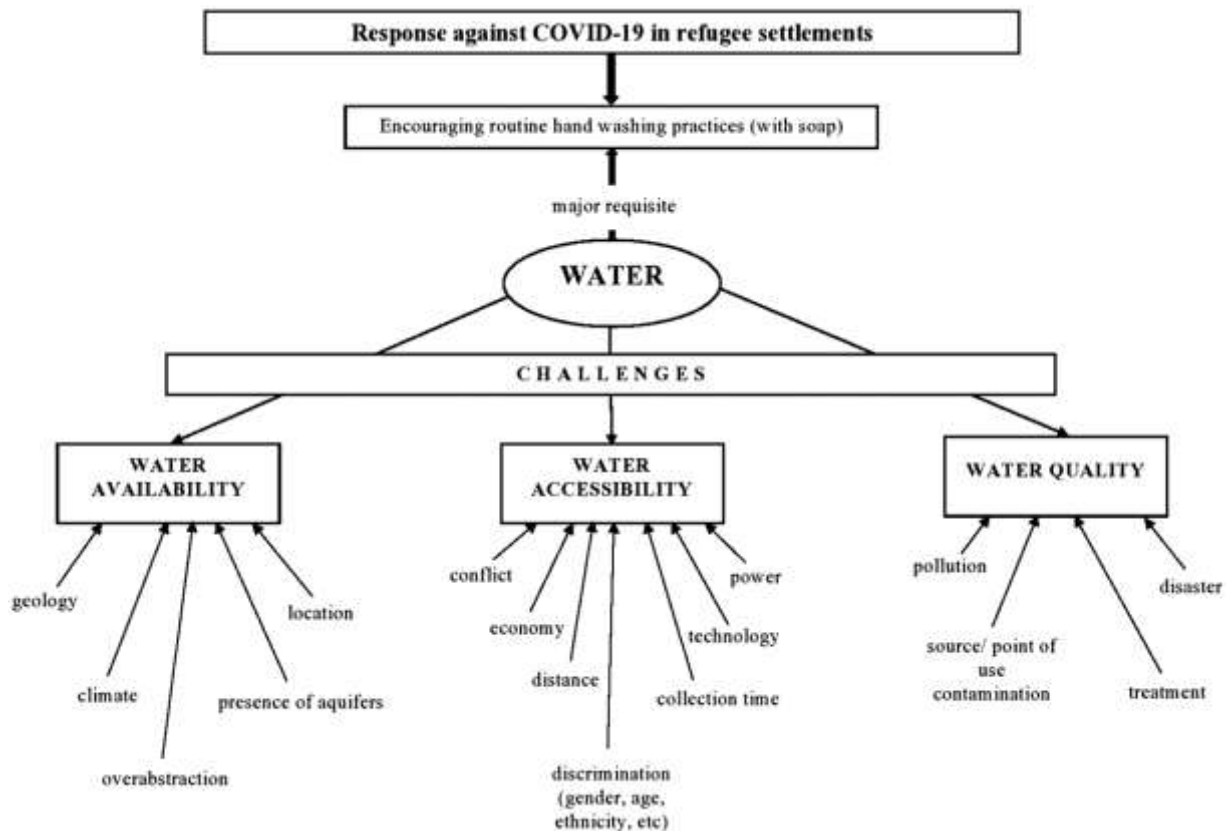 Response against COVID-19 in refugee settlements
Encouraging routine hand washing practices (with soap)
major requisite
WATER
CHALLENGES
WATER
AVAILABILITY
WATER
ACCESSIBILITY
WATER QUALITY
geology
climate
overabstraction
presence of aquifers
location
conflict
economy
distance
discrimination
(gender, age,
ethnicity, etc)
collection time
technology
power
pollution
source/ point of
use
contamination
treatment
disaster